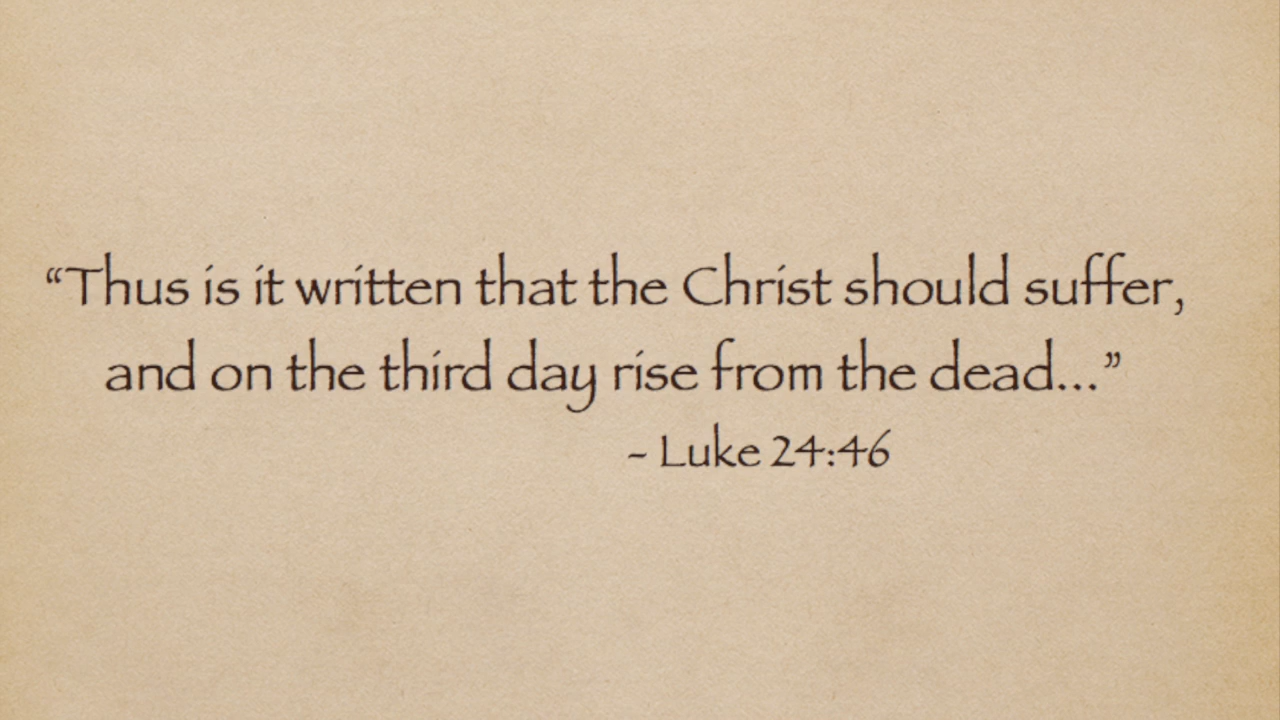 “Thus is it written that the Christ should suffer,
and on the third day rise from the dead...”
- Luke 24:46